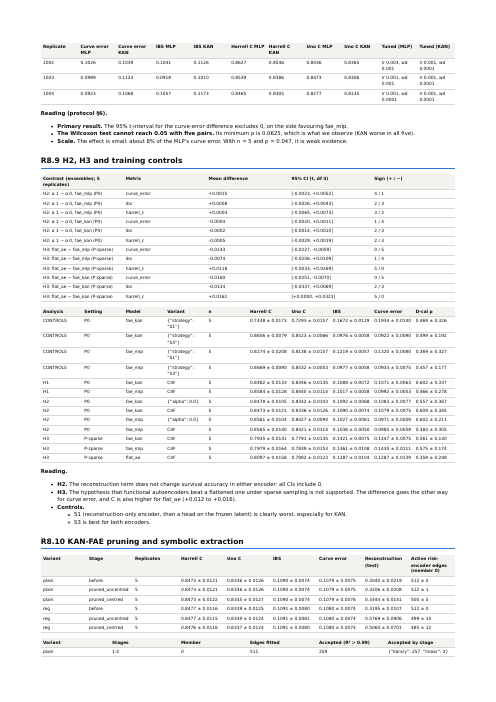 Replicate Curve error MLP Curve error KAN IBS MLP IBS KAN Harrell C MLP Harrell C KAN Uno C MLP Uno C KAN Tuned (MLP) Tuned (KAN)
1002 0.1026 0.1039 0.1041 0.1126 0.8627 0.8546 0.8436 0.8365 lr 0.003, wd 0.001 lr 0.001, wd 0.0001
1003 0.0989 0.1124 0.0918 0.1010 0.8539 0.8386 0.8473 0.8306 lr 0.001, wd 0.001 lr 0.001, wd 0.0001
1004 0.0923 0.1068 0.1057 0.1173 0.8465 0.8305 0.8277 0.8135 lr 0.003, wd 0.001 lr 0.001, wd 0.0001
Reading (protocol §6).
• Primary result. The 95% t-interval for the curve-error difference excludes 0, on the side favouring fae_mlp.
• The Wilcoxon test cannot reach 0.05 with five pairs. Its minimum p is 0.0625, which is what we observe (KAN worse in all five).
• Scale. The effect is small: about 8% of the MLP's curve error. With n = 5 and p = 0.047, it is weak evidence.
R8.9 H2, H3 and training controls
Contrast (ensembles; 5 replicates) Metric Mean difference 95% CI (t, df 4) Sign (+ / −)
H2: α 1 − α 0, fae_mlp (P0) curve_error +0.0015 [-0.0023, +0.0052] 4 / 1
H2: α 1 − α 0, fae_mlp (P0) ibs +0.0008 [-0.0026, +0.0043] 2 / 3
H2: α 1 − α 0, fae_mlp (P0) harrell_c +0.0004 [-0.0065, +0.0073] 3 / 2
H2: α 1 − α 0, fae_kan (P0) curve_error -0.0004 [-0.0029, +0.0020] 1 / 4
H2: α 1 − α 0, fae_kan (P0) ibs -0.0002 [-0.0014, +0.0010] 2 / 3
H2: α 1 − α 0, fae_kan (P0) harrell_c -0.0005 [-0.0029, +0.0019] 2 / 3
H3: flat_ae − fae_mlp (P-sparse) curve_error -0.0143 [-0.0227, -0.0059] 0 / 5
H3: flat_ae − fae_mlp (P-sparse) ibs -0.0074 [-0.0258, +0.0109] 1 / 4
H3: flat_ae − fae_mlp (P-sparse) harrell_c +0.0118 [-0.0033, +0.0269] 5 / 0
H3: flat_ae − fae_kan (P-sparse) curve_error -0.0160 [-0.0251, -0.0070] 0 / 5
H3: flat_ae − fae_kan (P-sparse) ibs -0.0134 [-0.0337, +0.0069] 2 / 3
H3: flat_ae − fae_kan (P-sparse) harrell_c +0.0161 [+0.0000, +0.0323] 5 / 0
Analysis Setting Model Variant n Harrell C Uno C IBS Curve error D-cal p
CONTROLS P0 fae_kan {"strategy": "S1"} 5 0.7438 ± 0.0173 0.7293 ± 0.0157 0.1672 ± 0.0129 0.1933 ± 0.0140 0.469 ± 0.326
CONTROLS P0 fae_kan {"strategy": "S3"} 5 0.8656 ± 0.0079 0.8523 ± 0.0066 0.0976 ± 0.0058 0.0922 ± 0.0090 0.499 ± 0.192
CONTROLS P0 fae_mlp {"strategy": "S1"} 5 0.8274 ± 0.0208 0.8138 ± 0.0157 0.1219 ± 0.0057 0.1320 ± 0.0080 0.369 ± 0.327
CONTROLS P0 fae_mlp {"strategy": "S3"} 5 0.8669 ± 0.0090 0.8532 ± 0.0053 0.0977 ± 0.0058 0.0933 ± 0.0075 0.457 ± 0.177
H1 P0 fae_kan C4F 5 0.8482 ± 0.0133 0.8346 ± 0.0135 0.1088 ± 0.0072 0.1071 ± 0.0063 0.602 ± 0.337
H1 P0 fae_mlp C4F 5 0.8584 ± 0.0128 0.8440 ± 0.0114 0.1017 ± 0.0058 0.0992 ± 0.0053 0.466 ± 0.278
H2 P0 fae_kan {"alpha": 0.0} 5 0.8478 ± 0.0105 0.8342 ± 0.0103 0.1092 ± 0.0068 0.1083 ± 0.0077 0.557 ± 0.367
H2 P0 fae_kan C4F 5 0.8473 ± 0.0121 0.8336 ± 0.0126 0.1090 ± 0.0074 0.1079 ± 0.0075 0.609 ± 0.345
H2 P0 fae_mlp {"alpha": 0.0} 5 0.8561 ± 0.0104 0.8427 ± 0.0094 0.1027 ± 0.0061 0.0971 ± 0.0059 0.602 ± 0.211
H2 P0 fae_mlp C4F 5 0.8565 ± 0.0140 0.8421 ± 0.0114 0.1036 ± 0.0050 0.0985 ± 0.0058 0.384 ± 0.305
H3 P-sparse fae_kan C4F 5 0.7935 ± 0.0141 0.7791 ± 0.0135 0.1421 ± 0.0075 0.1447 ± 0.0075 0.561 ± 0.140
H3 P-sparse fae_mlp C4F 5 0.7979 ± 0.0164 0.7839 ± 0.0153 0.1361 ± 0.0108 0.1430 ± 0.0111 0.575 ± 0.174
H3 P-sparse flat_ae C4F 5 0.8097 ± 0.0158 0.7982 ± 0.0123 0.1287 ± 0.0104 0.1287 ± 0.0139 0.359 ± 0.248
Reading.
• H2. The reconstruction term does not change survival accuracy in either encoder: all CIs include 0.
• H3. The hypothesis that functional autoencoders beat a flattened one under sparse sampling is not supported. The difference goes the other way for curve error, and C is also higher for flat_ae (+0.012 to +0.016).
• Controls.
◦ S1 (reconstruction-only encoder, then a head on the frozen latent) is clearly worse, especially for KAN.
◦ S3 is best for both encoders.
R8.10 KAN-FAE pruning and symbolic extraction
Variant Stage Replicates Harrell C Uno C IBS Curve error Reconstruction (test) Active risk-encoder edges (member 0)
plain before 5 0.8473 ± 0.0121 0.8336 ± 0.0126 0.1090 ± 0.0074 0.1079 ± 0.0075 0.2040 ± 0.0219 512 ± 0
plain pruned_uncentred 5 0.8473 ± 0.0121 0.8336 ± 0.0126 0.1090 ± 0.0074 0.1079 ± 0.0075 0.3206 ± 0.0208 512 ± 1
plain pruned_centred 5 0.8473 ± 0.0122 0.8335 ± 0.0127 0.1090 ± 0.0074 0.1079 ± 0.0076 0.3344 ± 0.0141 500 ± 5
reg before 5 0.8477 ± 0.0116 0.8339 ± 0.0125 0.1091 ± 0.0080 0.1080 ± 0.0074 0.3195 ± 0.0107 512 ± 0
reg pruned_uncentred 5 0.8477 ± 0.0115 0.8339 ± 0.0124 0.1090 ± 0.0081 0.1080 ± 0.0074 0.5769 ± 0.0906 499 ± 10
reg pruned_centred 5 0.8476 ± 0.0116 0.8337 ± 0.0124 0.1091 ± 0.0080 0.1080 ± 0.0074 0.5060 ± 0.0701 485 ± 12
Variant Stages Member Edges fitted Accepted (R² > 0.99) Accepted by stage
plain 1-2 0 511 259 {"library": 257, "linear": 2}